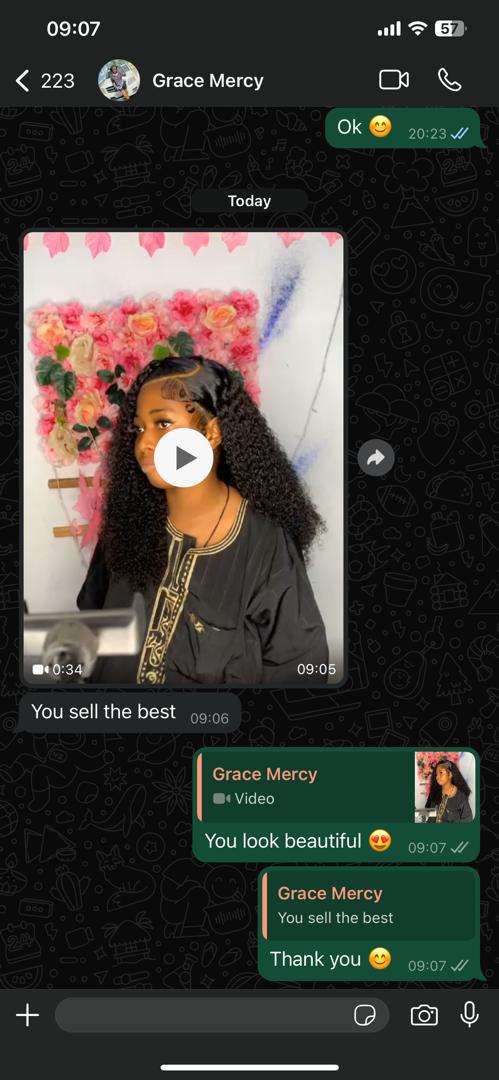 09:07
57
223
Grace Mercy
Ok 😊 20:23
Today
0:34
09:05
You sell the best 09:06
Grace Mercy
Video
You look beautiful 😍 09:07
Grace Mercy
You sell the best
Thank you 😊 09:07